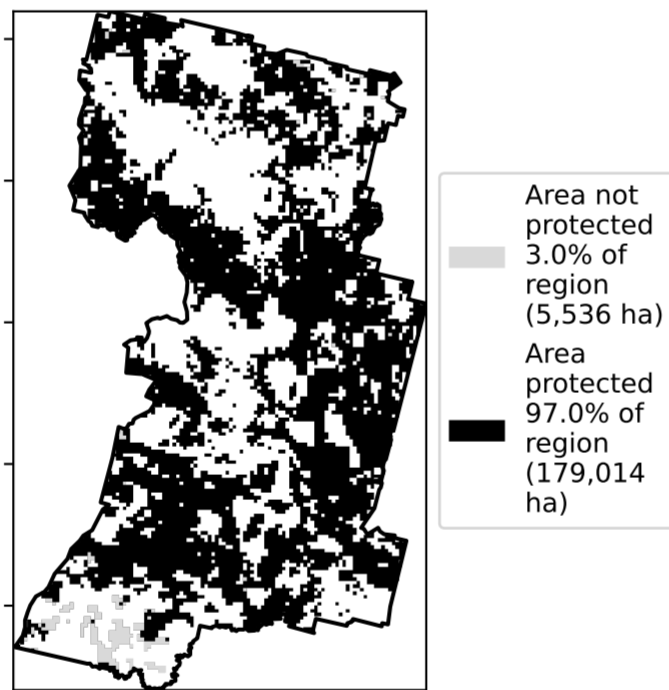 Area not
protected
3.0% of
region
(5,536 ha)
Area
protected
97.0% of
region
(179,014
ha)